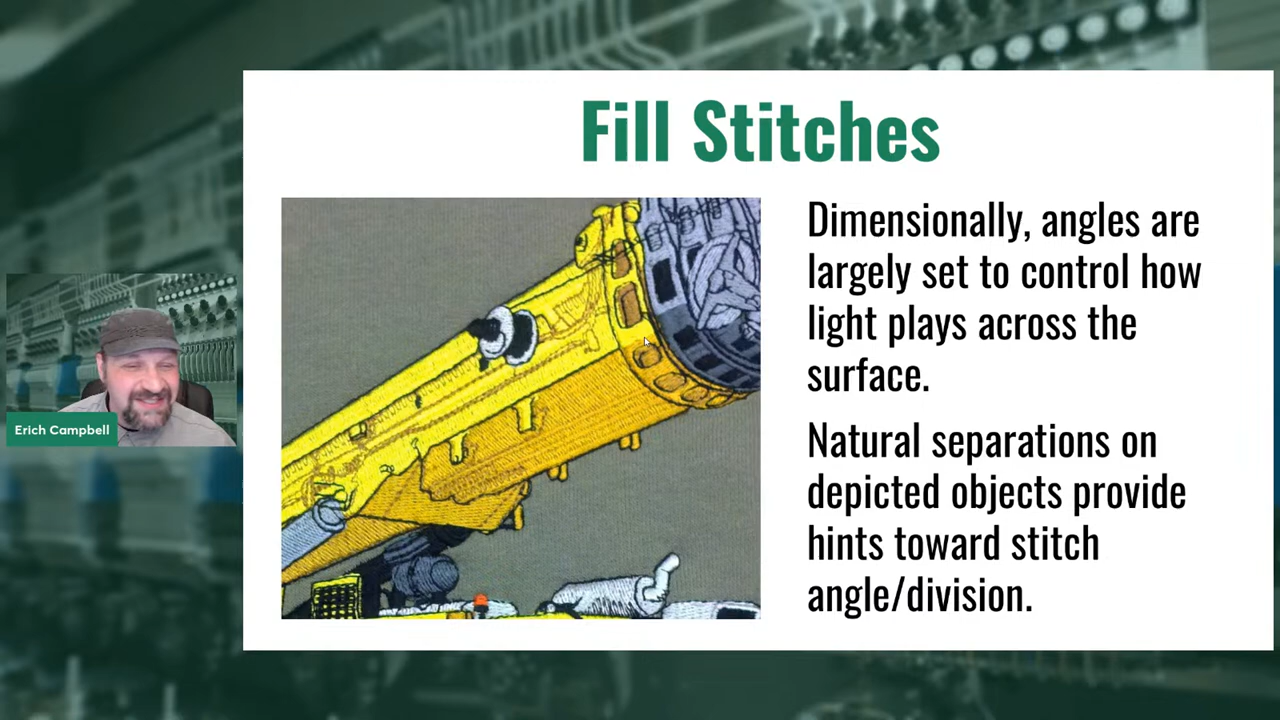 Fill Stitches
Dimensionally, angles are
largely set to control how
light plays across the
surface.
Natural separations on
depicted objects provide
hints toward stitch
angle/division.
Erich Campbell